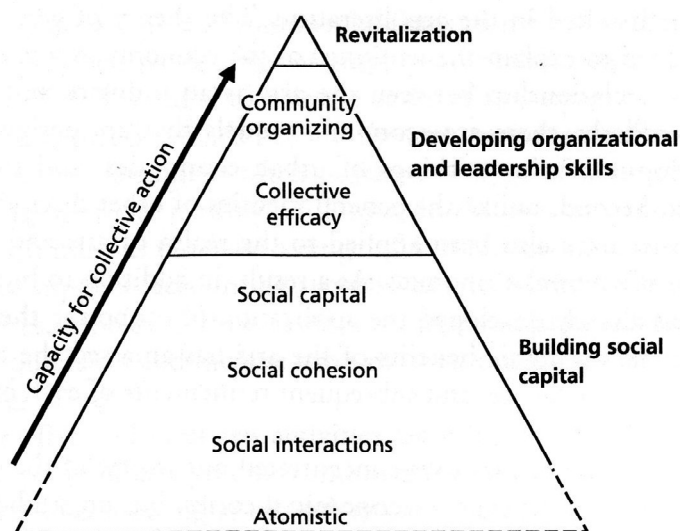 Revitalization
Capacity for collective action
Community
organizing
Developing organizational
and leadership skills
Collective
efficacy
Social capital
Building social
capital
Social cohesion
Social interactions
Atomistic